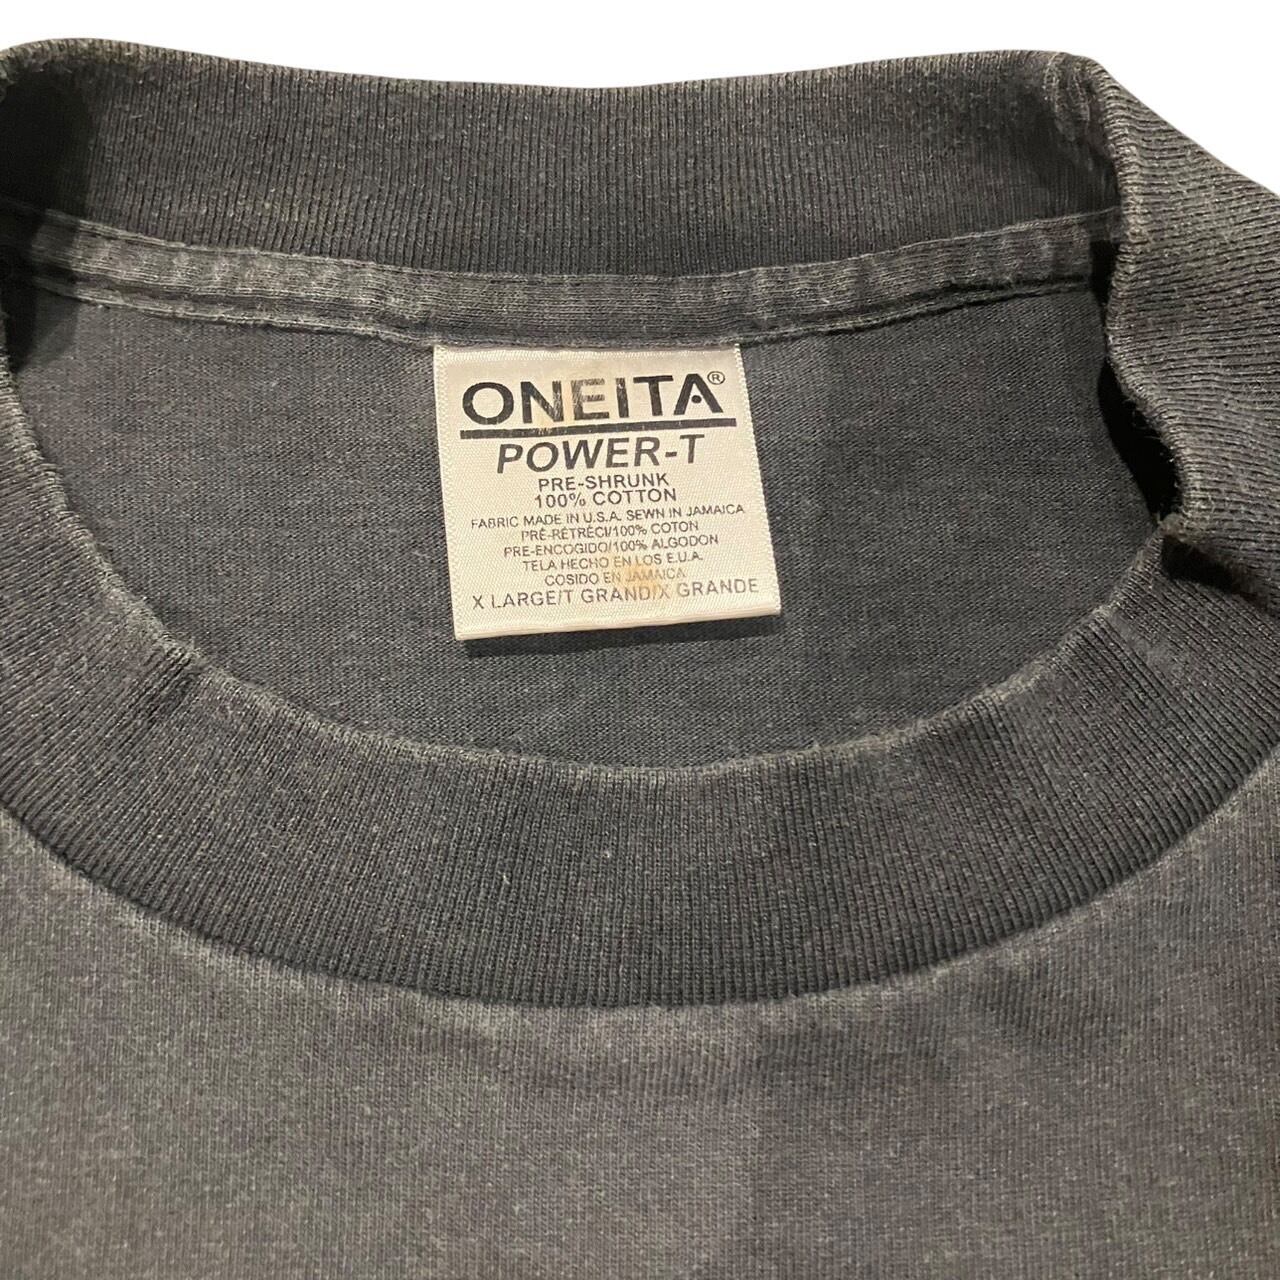 ONEITA®
POWER-T
PRE-SHRUNK
100% COTTON
FABRIC MADE IN U.S.A. SEWN IN JAMAICA
PRÉ-RÉTRÉCI/100% COTON
PRE-ENCOGIDO/100% ALGODON
TELA HECHO EN LOS E.U.A.
COSIDO EN JAMAICA
X LARGE/T GRAND/X GRANDE